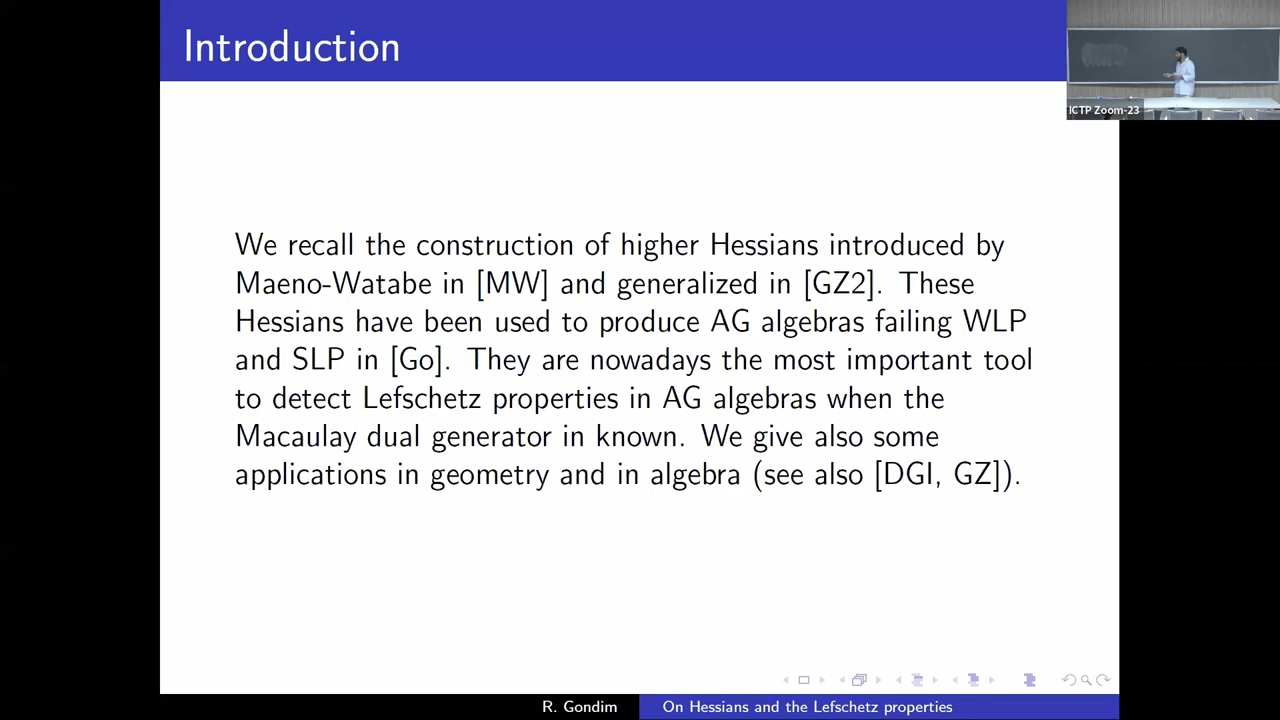 Introduction
ICTP Zoom-23
We recall the construction of higher Hessians introduced by
Maeno-Watabe in [MW] and generalized in [GZ2]. These
Hessians have been used to produce AG algebras failing WLP
and SLP in [Go]. They are nowadays the most important tool
to detect Lefschetz properties in AG algebras when the
Macaulay dual generator in known. We give also some
applications in geometry and in algebra (see also [DGI, GZ]).
R. Gondim
On Hessians and the Lefschetz properties